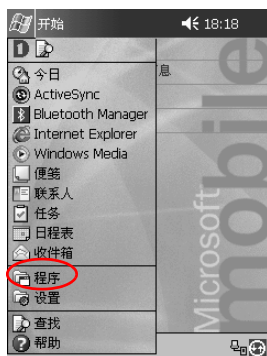 开始 18:18
息
今日
ActiveSync
Bluetooth Manager
Internet Explorer
Windows Media
便笺
联系人
任务
日程表
收件箱
程序
设置
查找
帮助
Microsoft
mobile